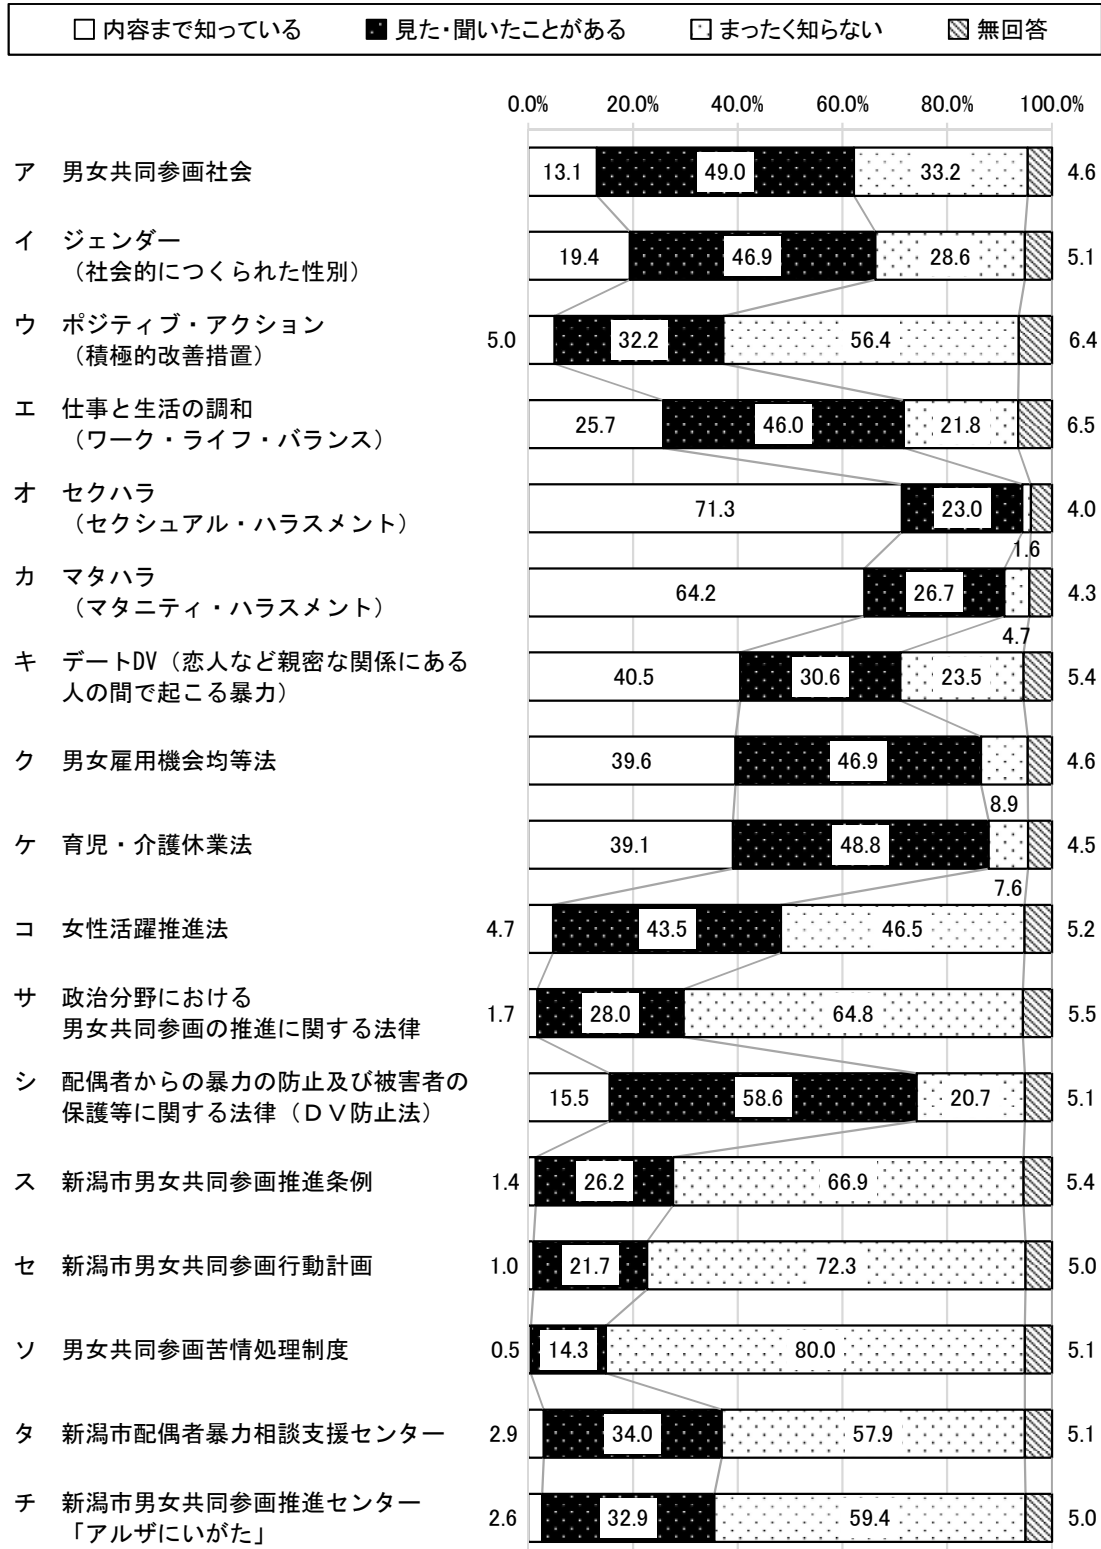 内容まで知っている 見た・聞いたことがある まったく知らない 無回答
0.0% 20.0% 40.0% 60.0% 80.0% 100.0%
ア 男女共同参画社会 13.1 49.0 33.2 4.6
イ ジェンダー
（社会的につくられた性別） 19.4 46.9 28.6 5.1
ウ ポジティブ・アクション
（積極的改善措置） 5.0 32.2 56.4 6.4
エ 仕事と生活の調和
（ワーク・ライフ・バランス） 25.7 46.0 21.8 6.5
オ セクハラ
（セクシュアル・ハラスメント） 71.3 23.0 4.0
1.6
カ マタハラ
（マタニティ・ハラスメント） 64.2 26.7 4.3
4.7
キ デートDV（恋人など親密な関係にある
人の間で起こる暴力） 40.5 30.6 23.5 5.4
ク 男女雇用機会均等法 39.6 46.9 4.6
8.9
ケ 育児・介護休業法 39.1 48.8 4.5
7.6
コ 女性活躍推進法 4.7 43.5 46.5 5.2
サ 政治分野における
男女共同参画の推進に関する法律 1.7 28.0 64.8 5.5
シ 配偶者からの暴力の防止及び被害者の
保護等に関する法律（ＤＶ防止法） 15.5 58.6 20.7 5.1
ス 新潟市男女共同参画推進条例 1.4 26.2 66.9 5.4
セ 新潟市男女共同参画行動計画 1.0 21.7 72.3 5.0
ソ 男女共同参画苦情処理制度 0.5 14.3 80.0 5.1
タ 新潟市配偶者暴力相談支援センター 2.9 34.0 57.9 5.1
チ 新潟市男女共同参画推進センター
「アルザにいがた」 2.6 32.9 59.4 5.0